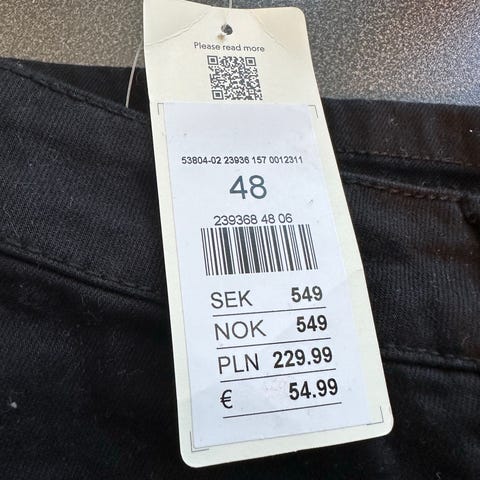 Please read more
53804-02 23936 157 0012311
48
239368 48 06
SEK 549
NOK 549
PLN 229.99
€ 54.99